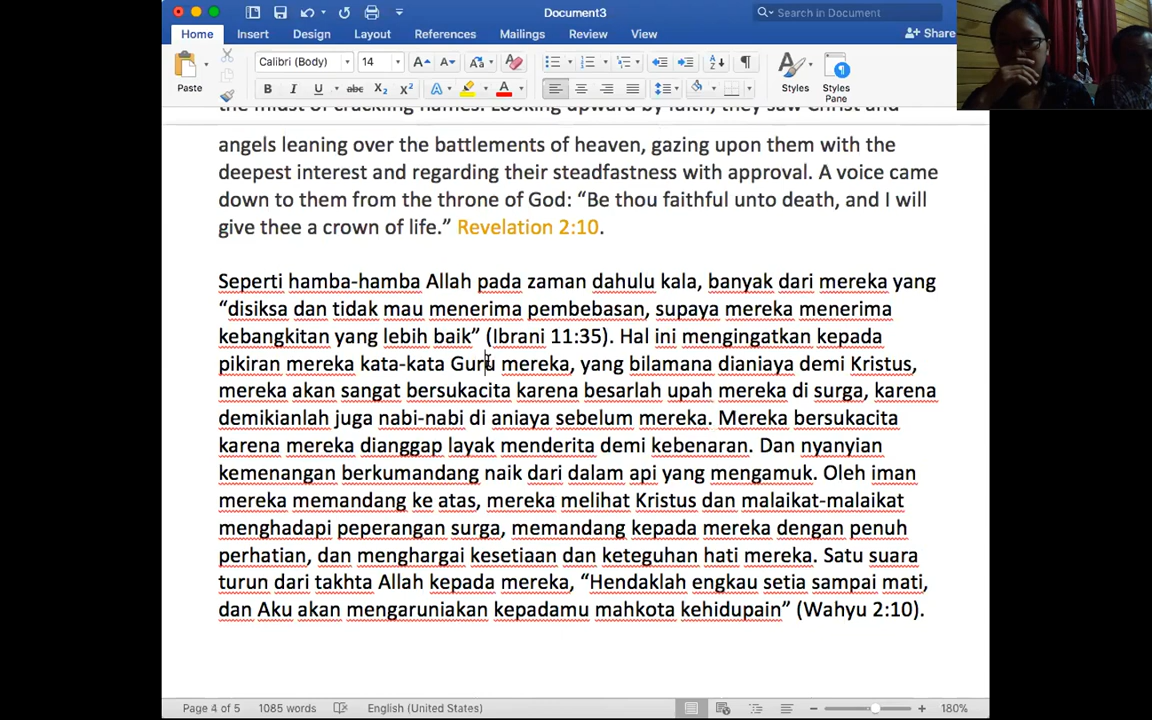 Document3
Search in Document
Home Insert Design Layout References Mailings Review View Share
Paste Calibri (Body) 14 Styles Styles Pane
angels leaning over the battlements of heaven, gazing upon them with the
deepest interest and regarding their steadfastness with approval. A voice came
down to them from the throne of God: “Be thou faithful unto death, and I will
give thee a crown of life.” Revelation 2:10.
Seperti hamba-hamba Allah pada zaman dahulu kala, banyak dari mereka yang
“disiksa dan tidak mau menerima pembebasan, supaya mereka menerima
kebangkitan yang lebih baik” (Ibrani 11:35). Hal ini mengingatkan kepada
pikiran mereka kata-kata Guru mereka, yang bilamana dianiaya demi Kristus,
mereka akan sangat bersukacita karena besarlah upah mereka di surga, karena
demikianlah juga nabi-nabi di aniaya sebelum mereka. Mereka bersukacita
karena mereka dianggap layak menderita demi kebenaran. Dan nyanyian
kemenangan berkumandang naik dari dalam api yang mengamuk. Oleh iman
mereka memandang ke atas, mereka melihat Kristus dan malaikat-malaikat
menghadapi peperangan surga, memandang kepada mereka dengan penuh
perhatian, dan menghargai kesetiaan dan keteguhan hati mereka. Satu suara
turun dari takhta Allah kepada mereka, “Hendaklah engkau setia sampai mati,
dan Aku akan mengaruniakan kepadamu mahkota kehidupain” (Wahyu 2:10).
Page 4 of 5 1085 words English (United States) 180%